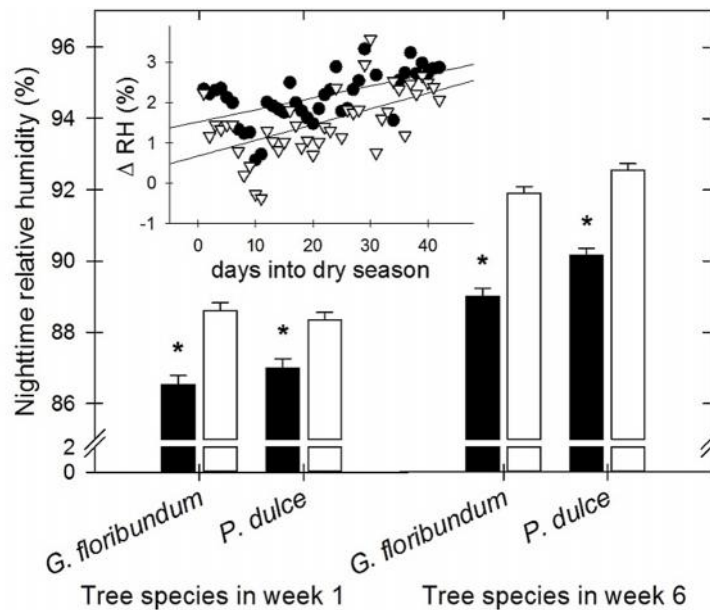 Nighttime relative humidity (%)
96
94
92
90
88
86
2
0
Δ RH (%)
3
2
1
0
-1
0 10 20 30 40
days into dry season
* * * *
G. floribundum P. dulce G. floribundum P. dulce
Tree species in week 1 Tree species in week 6